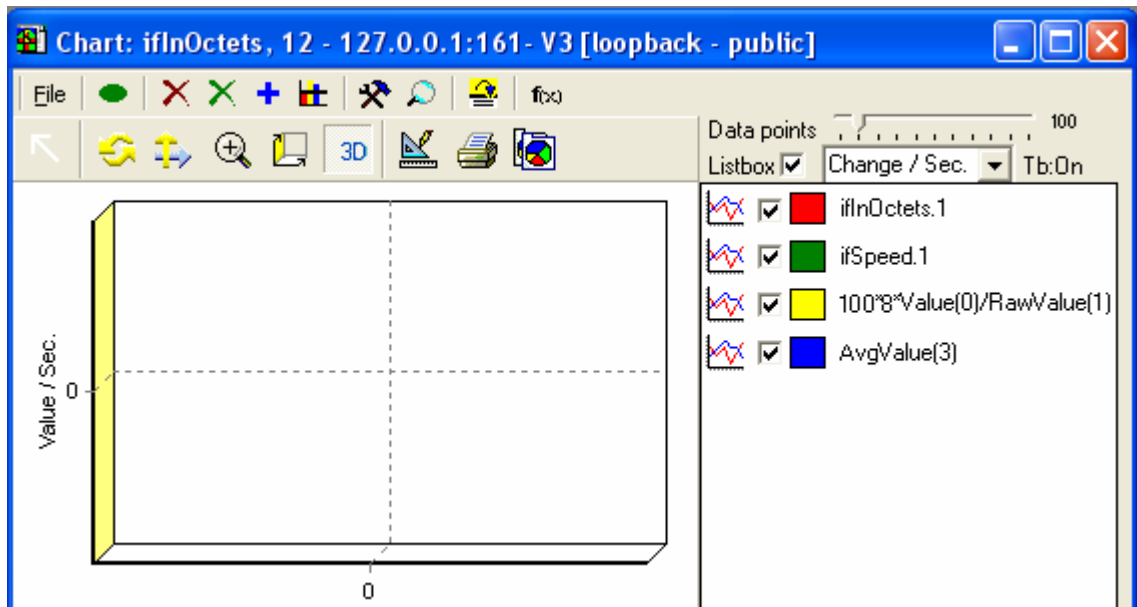 Chart: ifInOctets, 12 - 127.0.0.1:161- V3 [loopback - public]
File
f(x)
3D
Data points 100
Listbox Change / Sec. Tb:On
ifInOctets.1
ifSpeed.1
100*8*Value(0)/RawValue(1)
AvgValue(3)
Value / Sec.
0
0